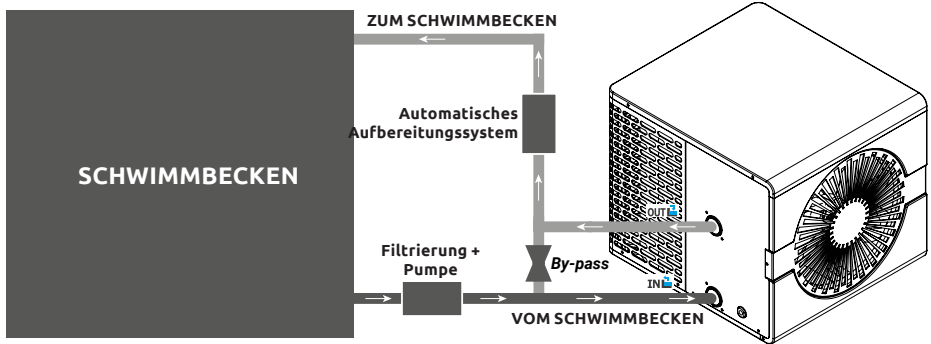 ZUM SCHWIMMBECKEN
Automatisches
Aufbereitungssystem
SCHWIMMBECKEN
OUT
Filtrierung +
Pumpe
By-pass
IN
VOM SCHWIMMBECKEN